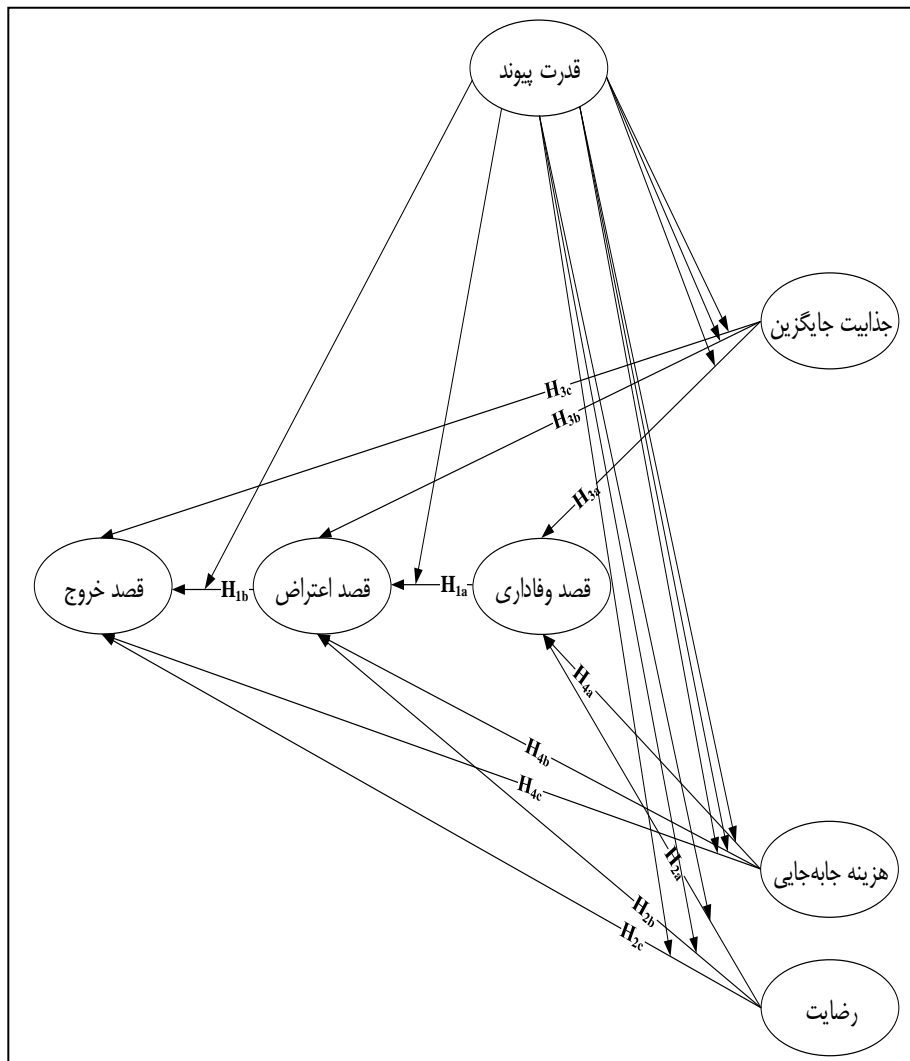 قدرت پیوند
جذابیت جایگزین
H3c
H3b
H3a
قصد وفاداری
H1a
قصد اعتراض
H1b
قصد خروج
H4a
H4b
H4c
H2a
هزینه جابه‌جایی
H2b
H2c
رضایت